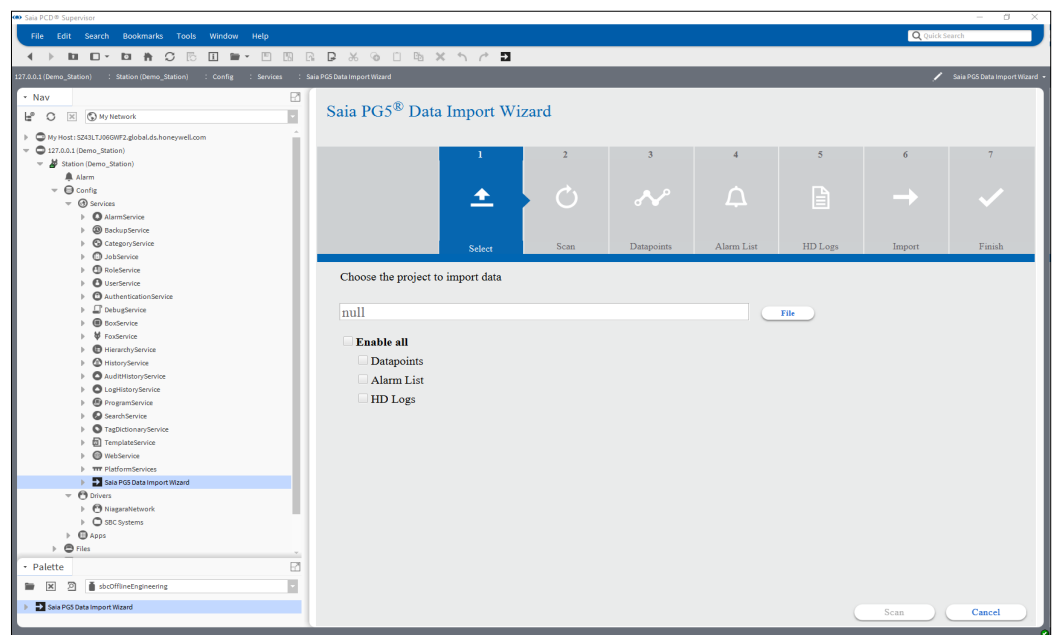 Saia PCD® Supervisor
File Edit Search Bookmarks Tools Window Help
Quick Search
127.0.0.1 (Demo_Station) : Station (Demo_Station) : Config : Services : Saia PG5 Data Import Wizard
Saia PG5 Data Import Wizard
Nav
My Network
My Host : SZ43LTJ06GWF2.global.ds.honeywell.com
127.0.0.1 (Demo_Station)
Station (Demo_Station)
Alarm
Config
Services
AlarmService
BackupService
CategoryService
JobService
RoleService
UserService
AuthenticationService
DebugService
BoxService
FoxService
HierarchyService
HistoryService
AuditHistoryService
LogHistoryService
ProgramService
SearchService
TagDictionaryService
TemplateService
WebService
PlatformServices
Saia PG5 Data Import Wizard
Drivers
NiagaraNetwork
SBC Systems
Apps
Files
Palette
sbcOfflineEngineering
Saia PG5 Data Import Wizard
Saia PG5® Data Import Wizard
1 2 3 4 5 6 7
Select Scan Datapoints Alarm List HD Logs Import Finish
Choose the project to import data
null
File
Enable all
Datapoints
Alarm List
HD Logs
Scan Cancel